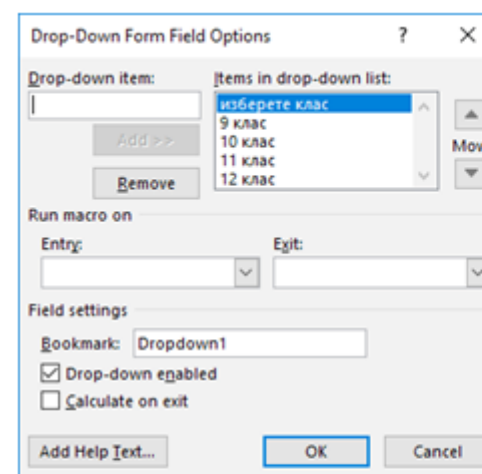 Drop-Down Form Field Options
Drop-down item:
Items in drop-down list:
изберете клас
9 клас
10 клас
11 клас
12 клас
Add >>
Remove
Mov
Run macro on
Entry:
Exit:
Field settings
Bookmark: Dropdown1
Drop-down enabled
Calculate on exit
Add Help Text...
OK
Cancel